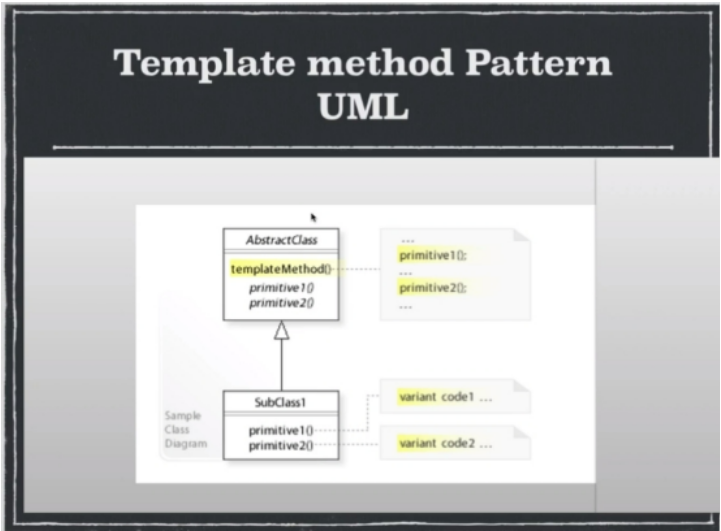 Template method Pattern
UML
AbstractClass
templateMethod()
primitive1()
primitive2()
...
primitive1();
...
primitive2();
...
SubClass1
primitive1()
primitive2()
variant code1 ...
variant code2 ...
Sample
Class
Diagram